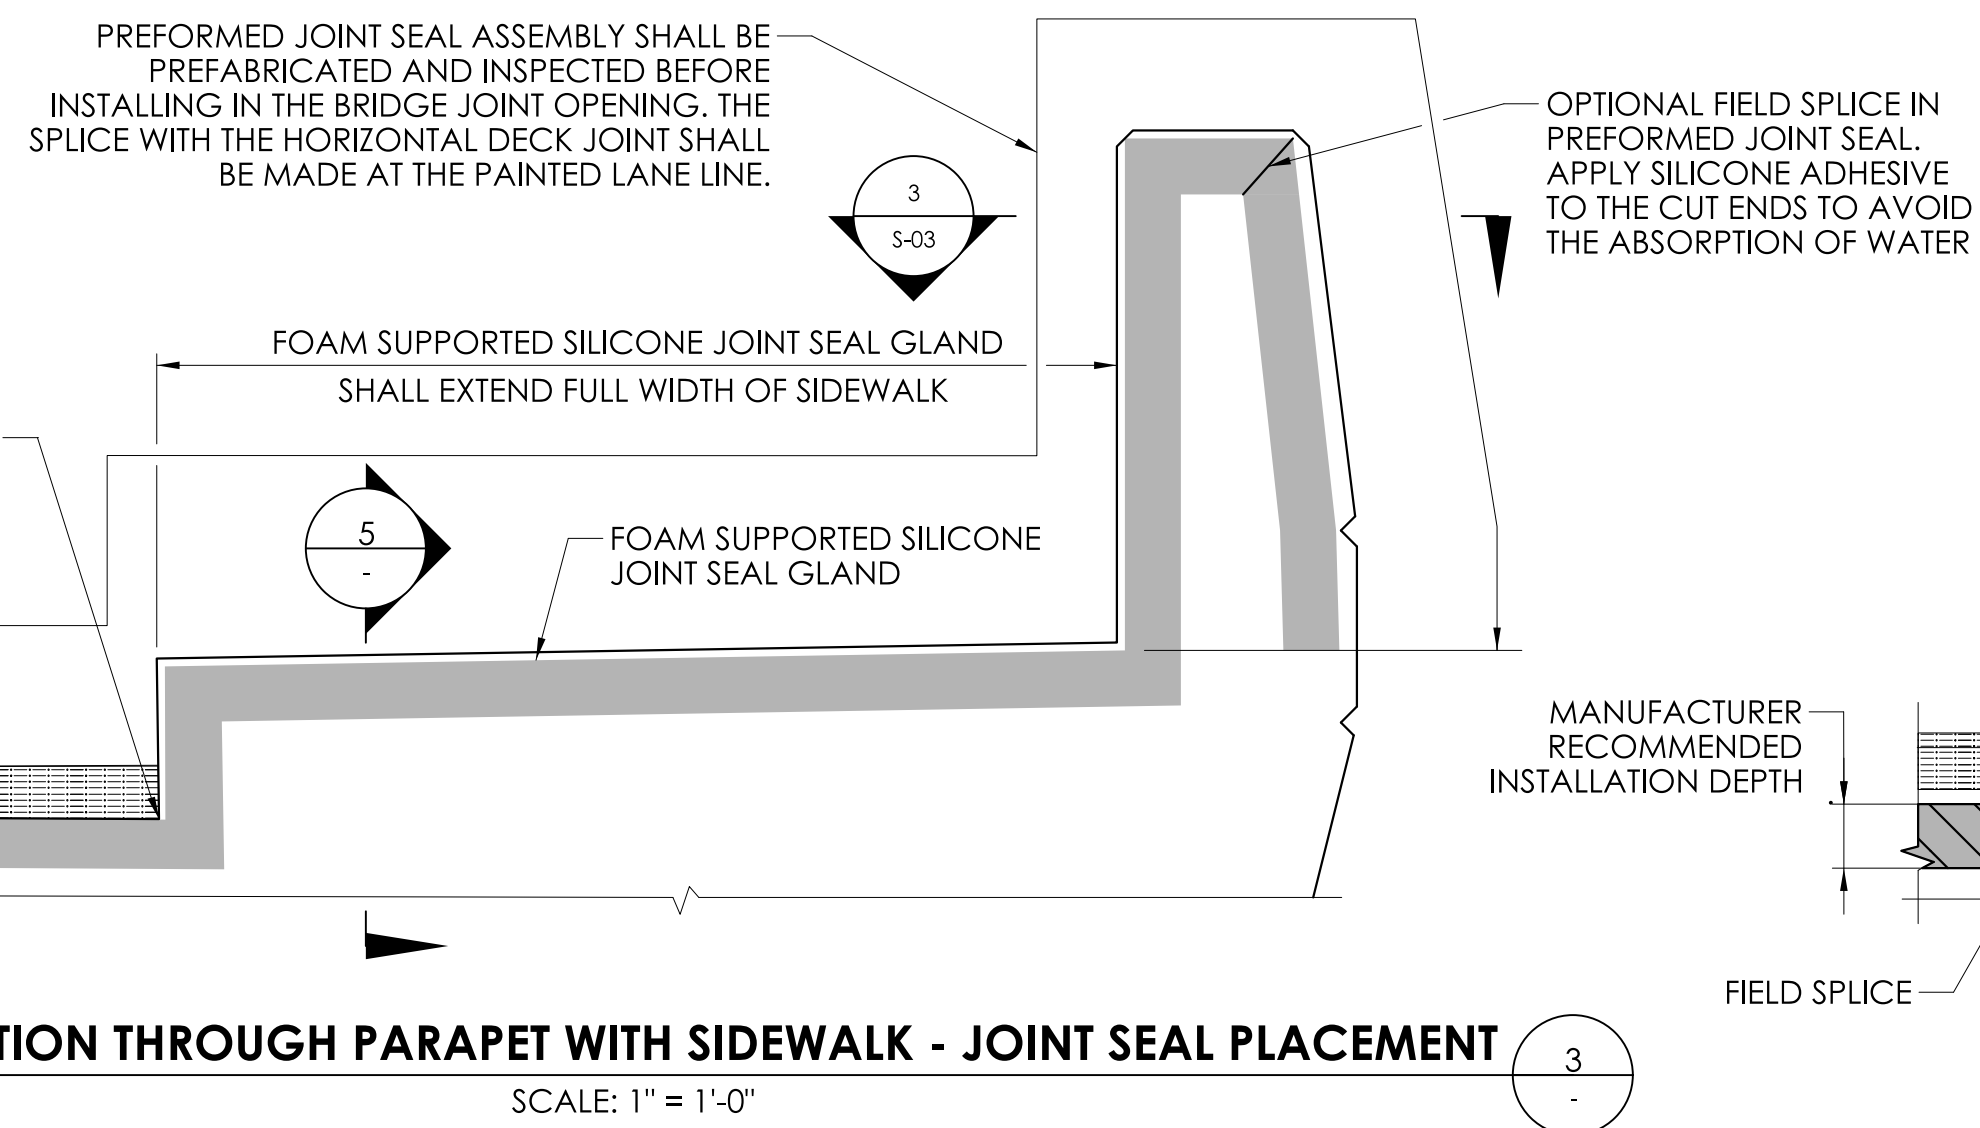 PREFORMED JOINT SEAL ASSEMBLY SHALL BE
PREFABRICATED AND INSPECTED BEFORE
INSTALLING IN THE BRIDGE JOINT OPENING. THE
SPLICE WITH THE HORIZONTAL DECK JOINT SHALL
BE MADE AT THE PAINTED LANE LINE.
OPTIONAL FIELD SPLICE IN
PREFORMED JOINT SEAL.
APPLY SILICONE ADHESIVE
TO THE CUT ENDS TO AVOID
THE ABSORPTION OF WATER
3
S-03
FOAM SUPPORTED SILICONE JOINT SEAL GLAND
SHALL EXTEND FULL WIDTH OF SIDEWALK
5
-
FOAM SUPPORTED SILICONE
JOINT SEAL GLAND
MANUFACTURER
RECOMMENDED
INSTALLATION DEPTH
FIELD SPLICE
TION THROUGH PARAPET WITH SIDEWALK - JOINT SEAL PLACEMENT
SCALE: 1" = 1'-0"
3
-